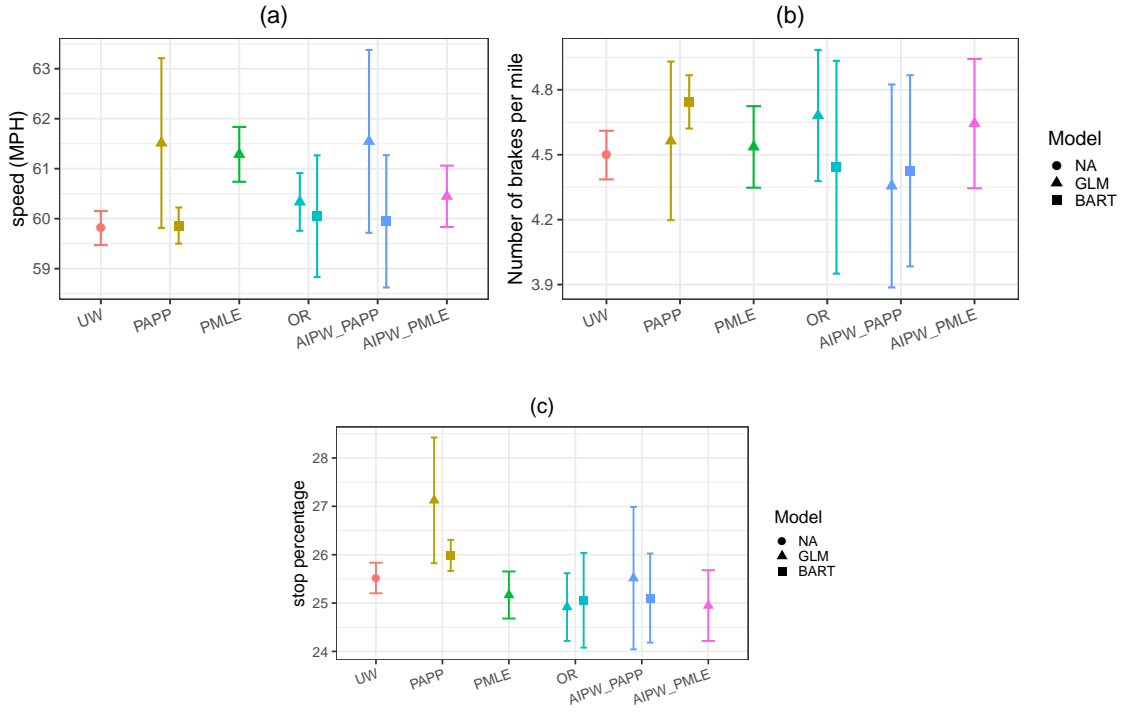 (a)
speed (MPH)
63
62
61
60
59
UW
PAPP
PMLE
OR
AIPW_PAPP
AIPW_PMLE
(b)
Number of brakes per mile
4.8
4.5
4.2
3.9
UW
PAPP
PMLE
OR
AIPW_PAPP
AIPW_PMLE
Model
NA
GLM
BART
(c)
stop percentage
28
27
26
25
24
UW
PAPP
PMLE
OR
AIPW_PAPP
AIPW_PMLE
Model
NA
GLM
BART